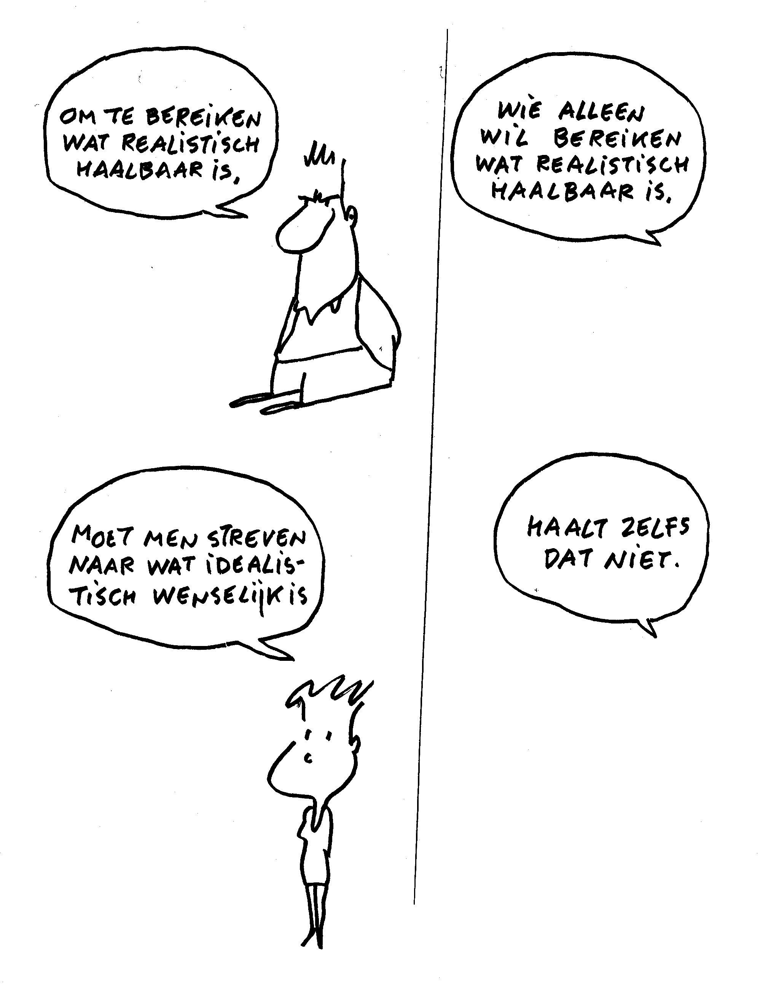 OM TE BEREIKEN
WAT REALISTISCH
HAALBAAR IS,
MOET MEN STREVEN
NAAR WAT IDEALIS-
TISCH WENSELIJK IS
WIE ALLEEN
WIL BEREIKEN
WAT REALISTISCH
HAALBAAR IS,
HAALT ZELFS
DAT NIET.